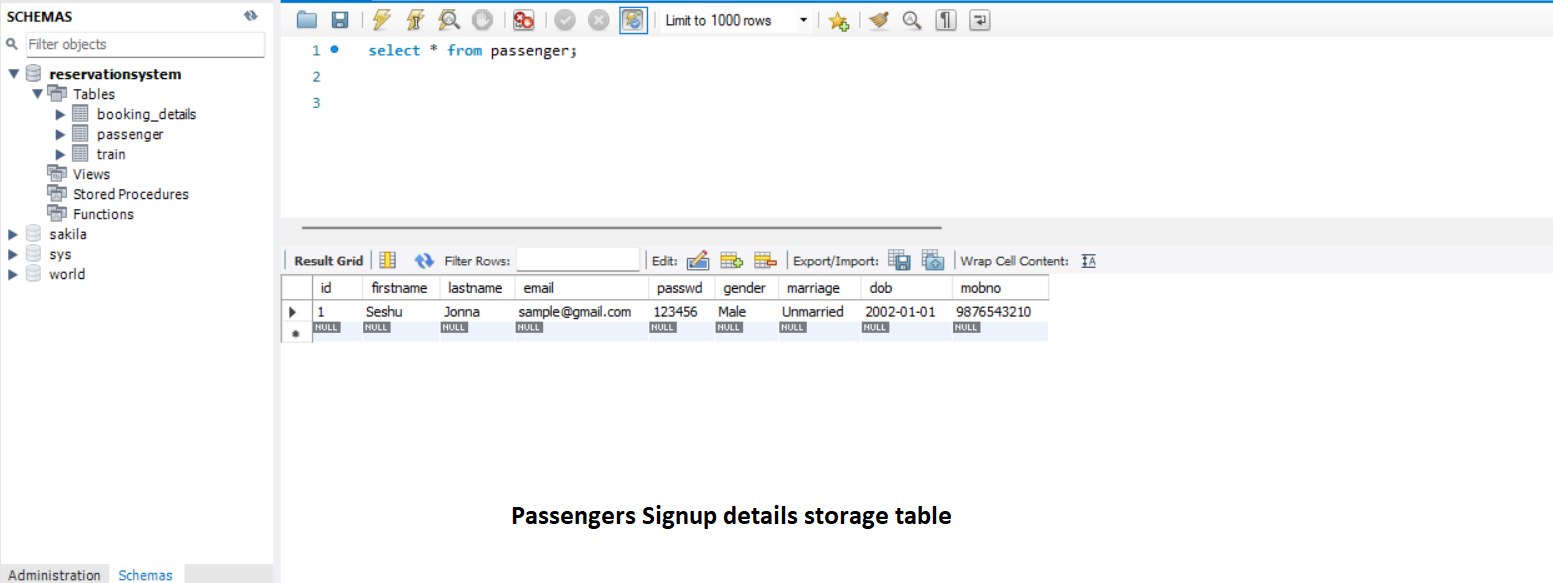 SCHEMAS
Filter objects
reservationsystem
Tables
booking_details
passenger
train
Views
Stored Procedures
Functions
sakila
sys
world
Administration Schemas
Limit to 1000 rows
1 select * from passenger;
2
3
Result Grid Filter Rows: Edit: Export/Import: Wrap Cell Content: IA
id firstname lastname email passwd gender marriage dob mobno
1 Seshu Jonna sample@gmail.com 123456 Male Unmarried 2002-01-01 9876543210
NULL NULL NULL NULL NULL NULL NULL NULL NULL
Passengers Signup details storage table